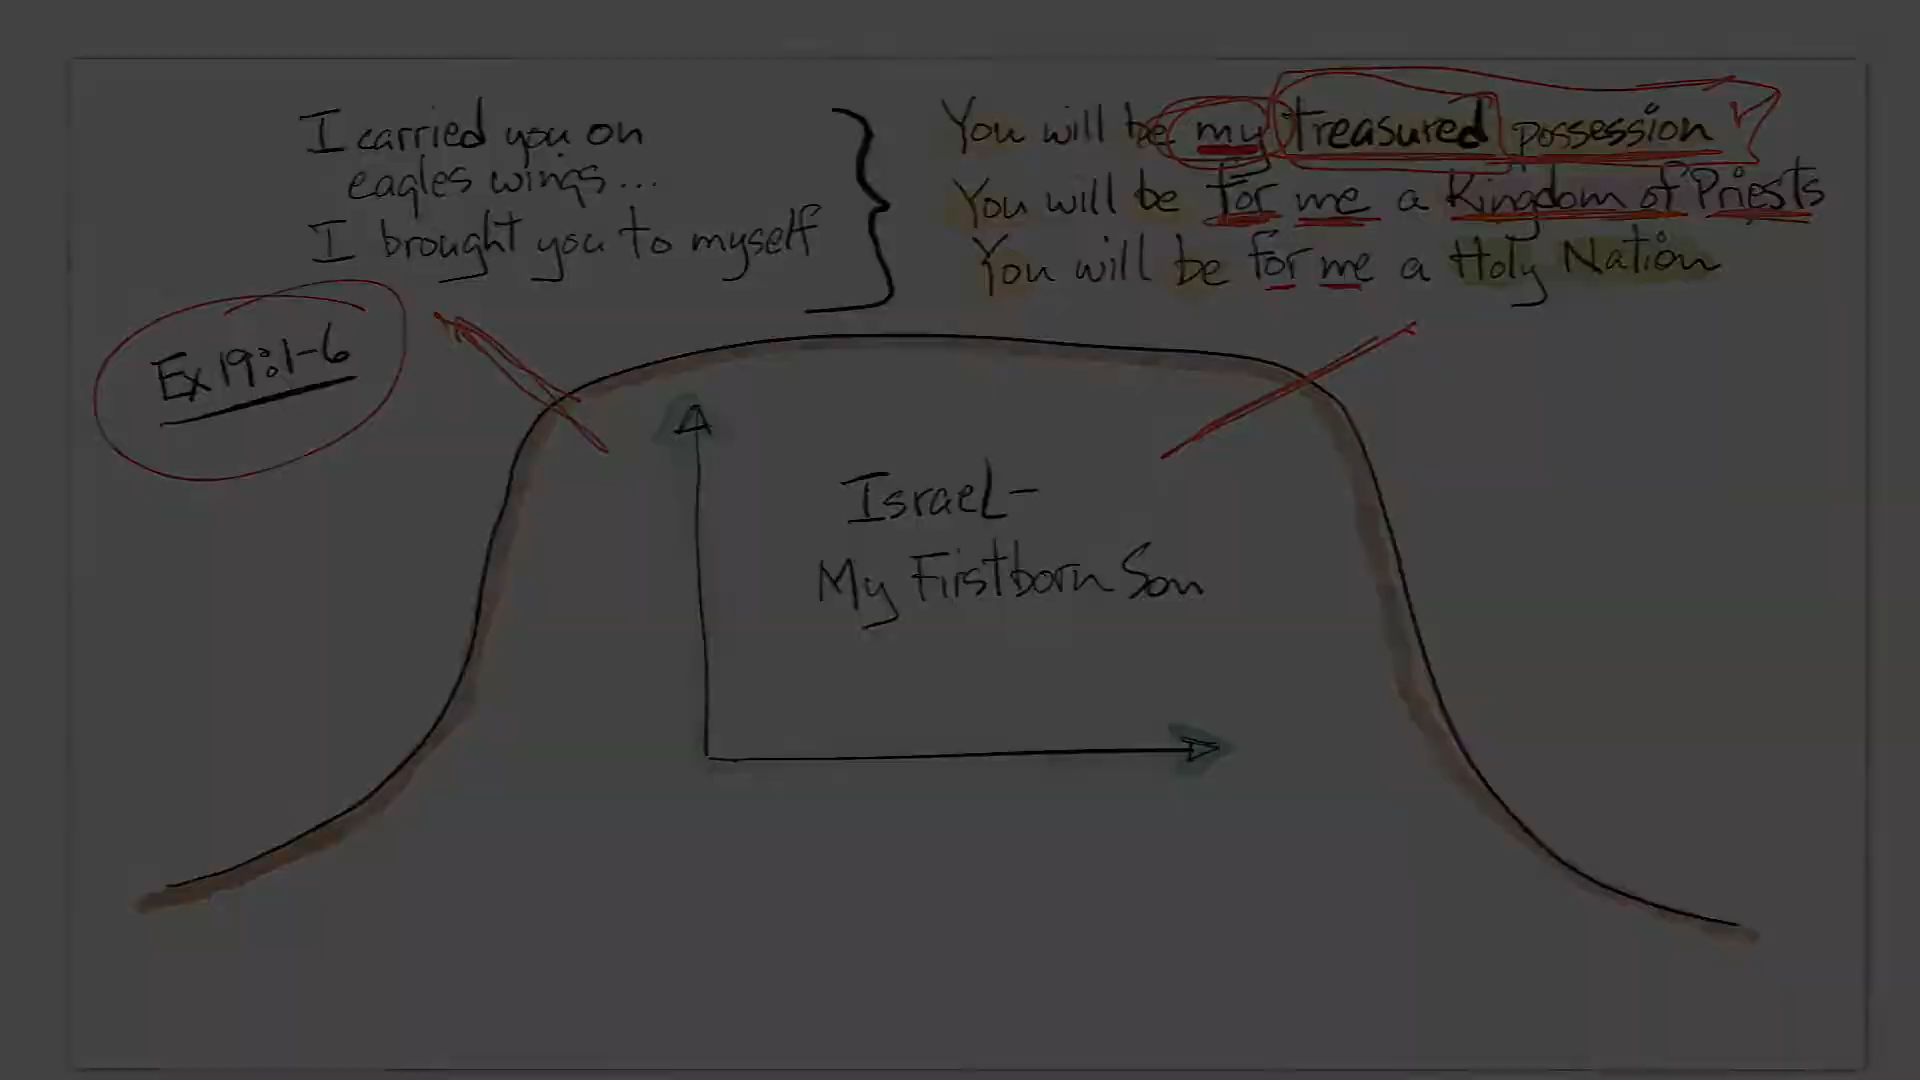 I carried you on
eagles wings...
I brought you to myself
You will be my treasured possession
You will be for me a Kingdom of Priests
You will be for me a Holy Nation
Ex 19:1-6
Israel-
My Firstborn Son